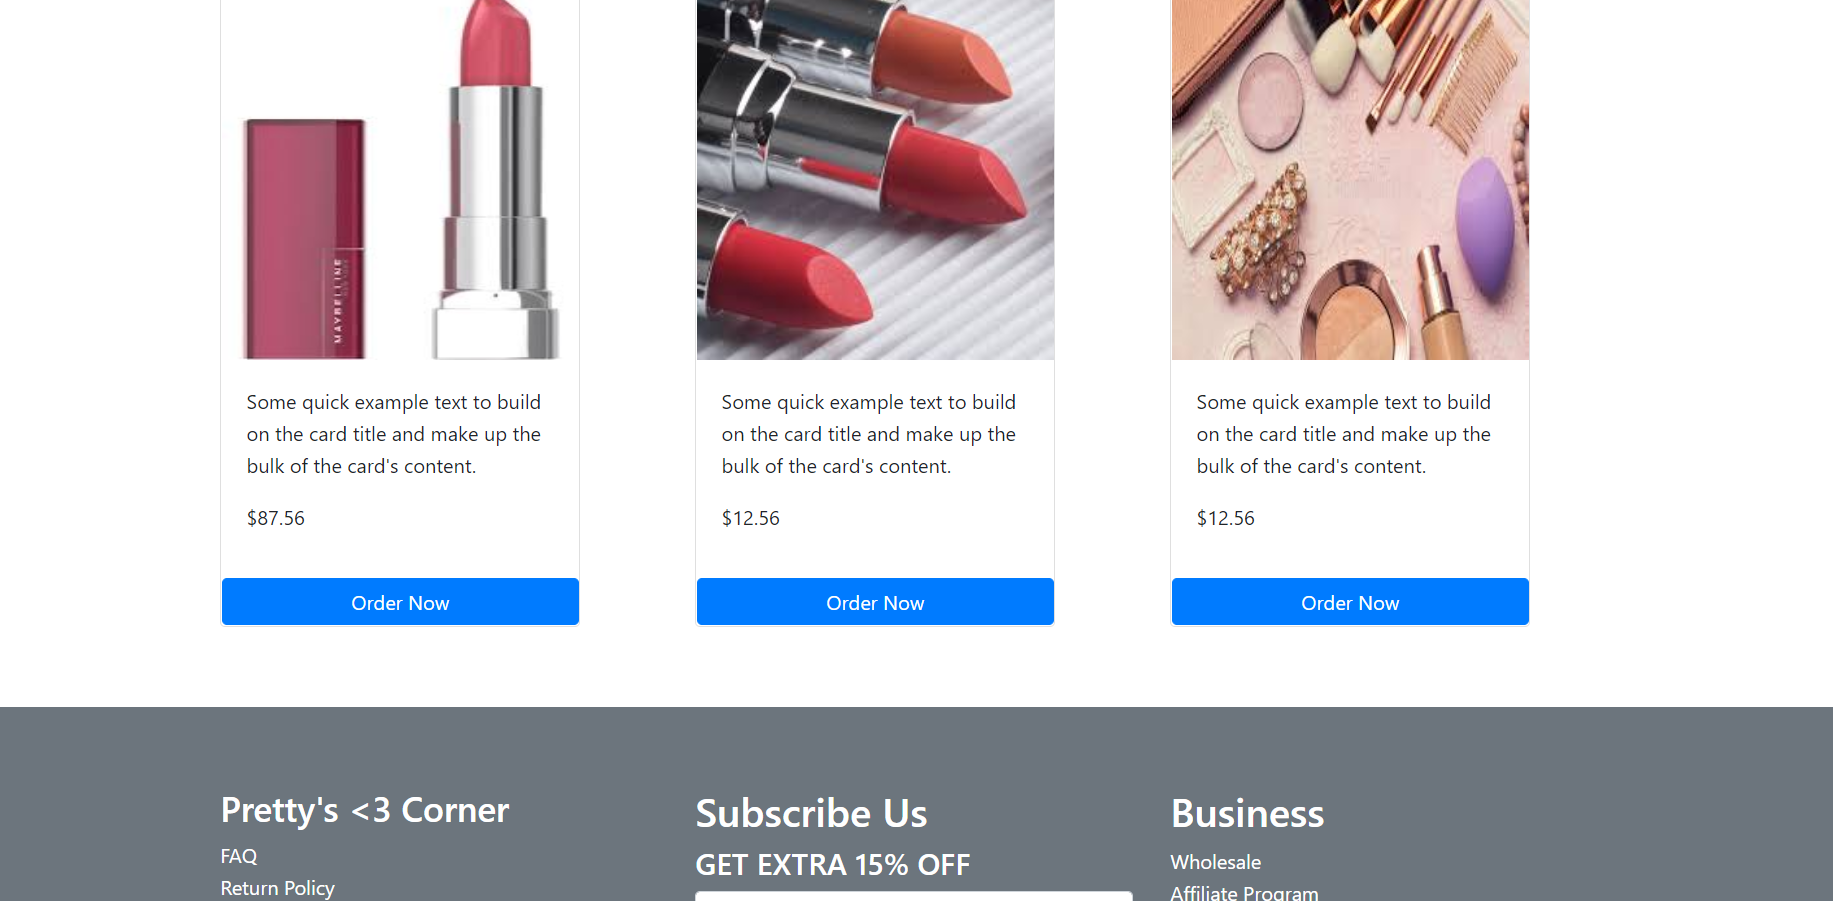 MAYBELLINE
Some quick example text to build
on the card title and make up the
bulk of the card's content.
$87.56
Order Now
Some quick example text to build
on the card title and make up the
bulk of the card's content.
$12.56
Order Now
Some quick example text to build
on the card title and make up the
bulk of the card's content.
$12.56
Order Now
Pretty's <3 Corner
FAQ
Return Policy
Subscribe Us
GET EXTRA 15% OFF
Business
Wholesale
Affiliate Program